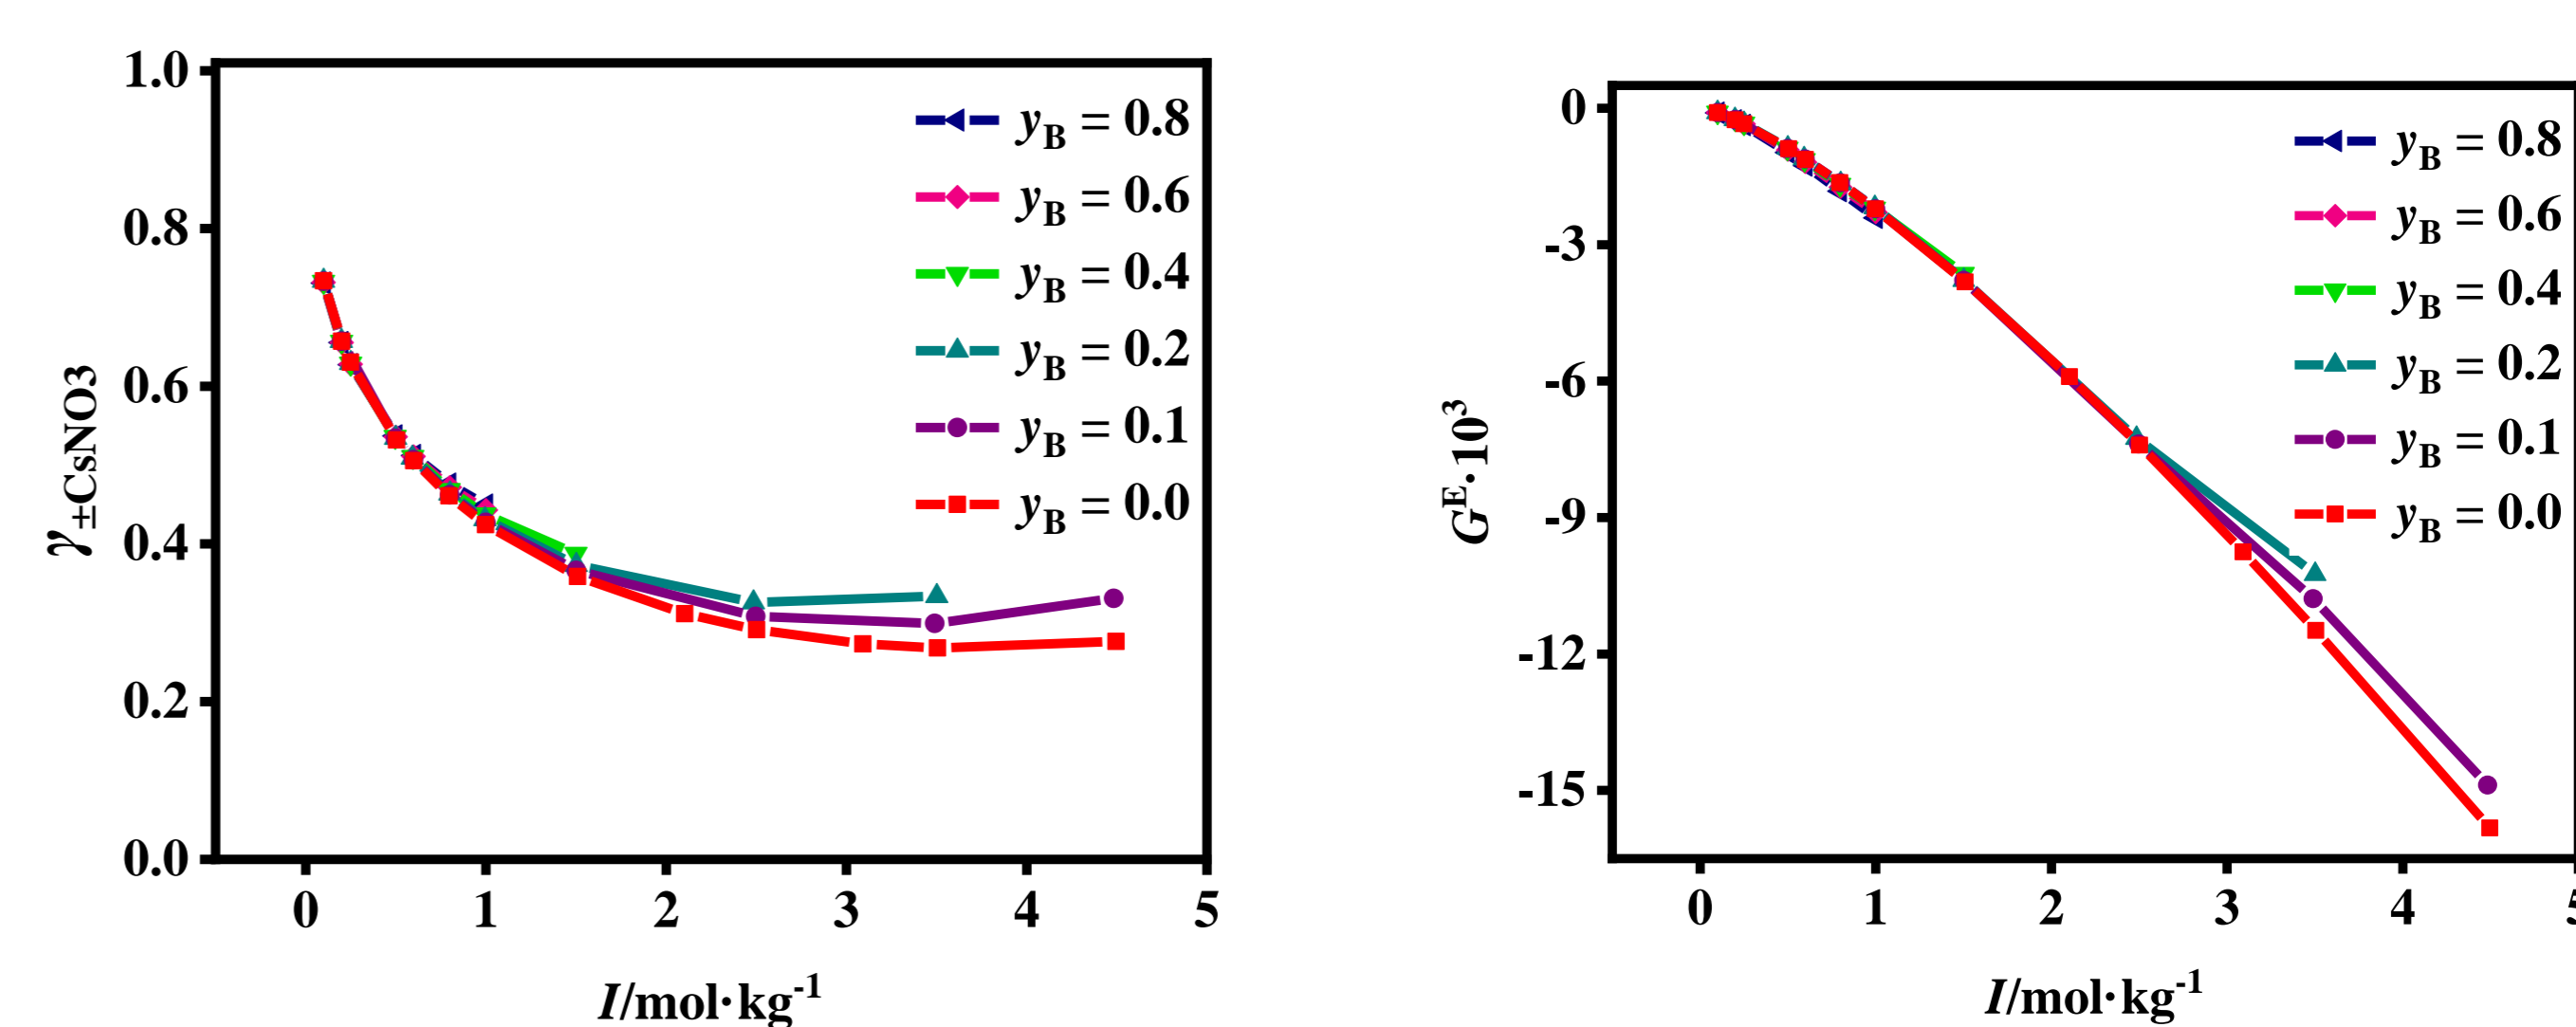 1.0
0.8
0.6
0.4
0.2
0.0
γ±CsNO3
yB = 0.8
yB = 0.6
yB = 0.4
yB = 0.2
yB = 0.1
yB = 0.0
0 1 2 3 4 5
I/mol·kg-1
0
-3
-6
-9
-12
-15
GE·103
yB = 0.8
yB = 0.6
yB = 0.4
yB = 0.2
yB = 0.1
yB = 0.0
0 1 2 3 4 5
I/mol·kg-1